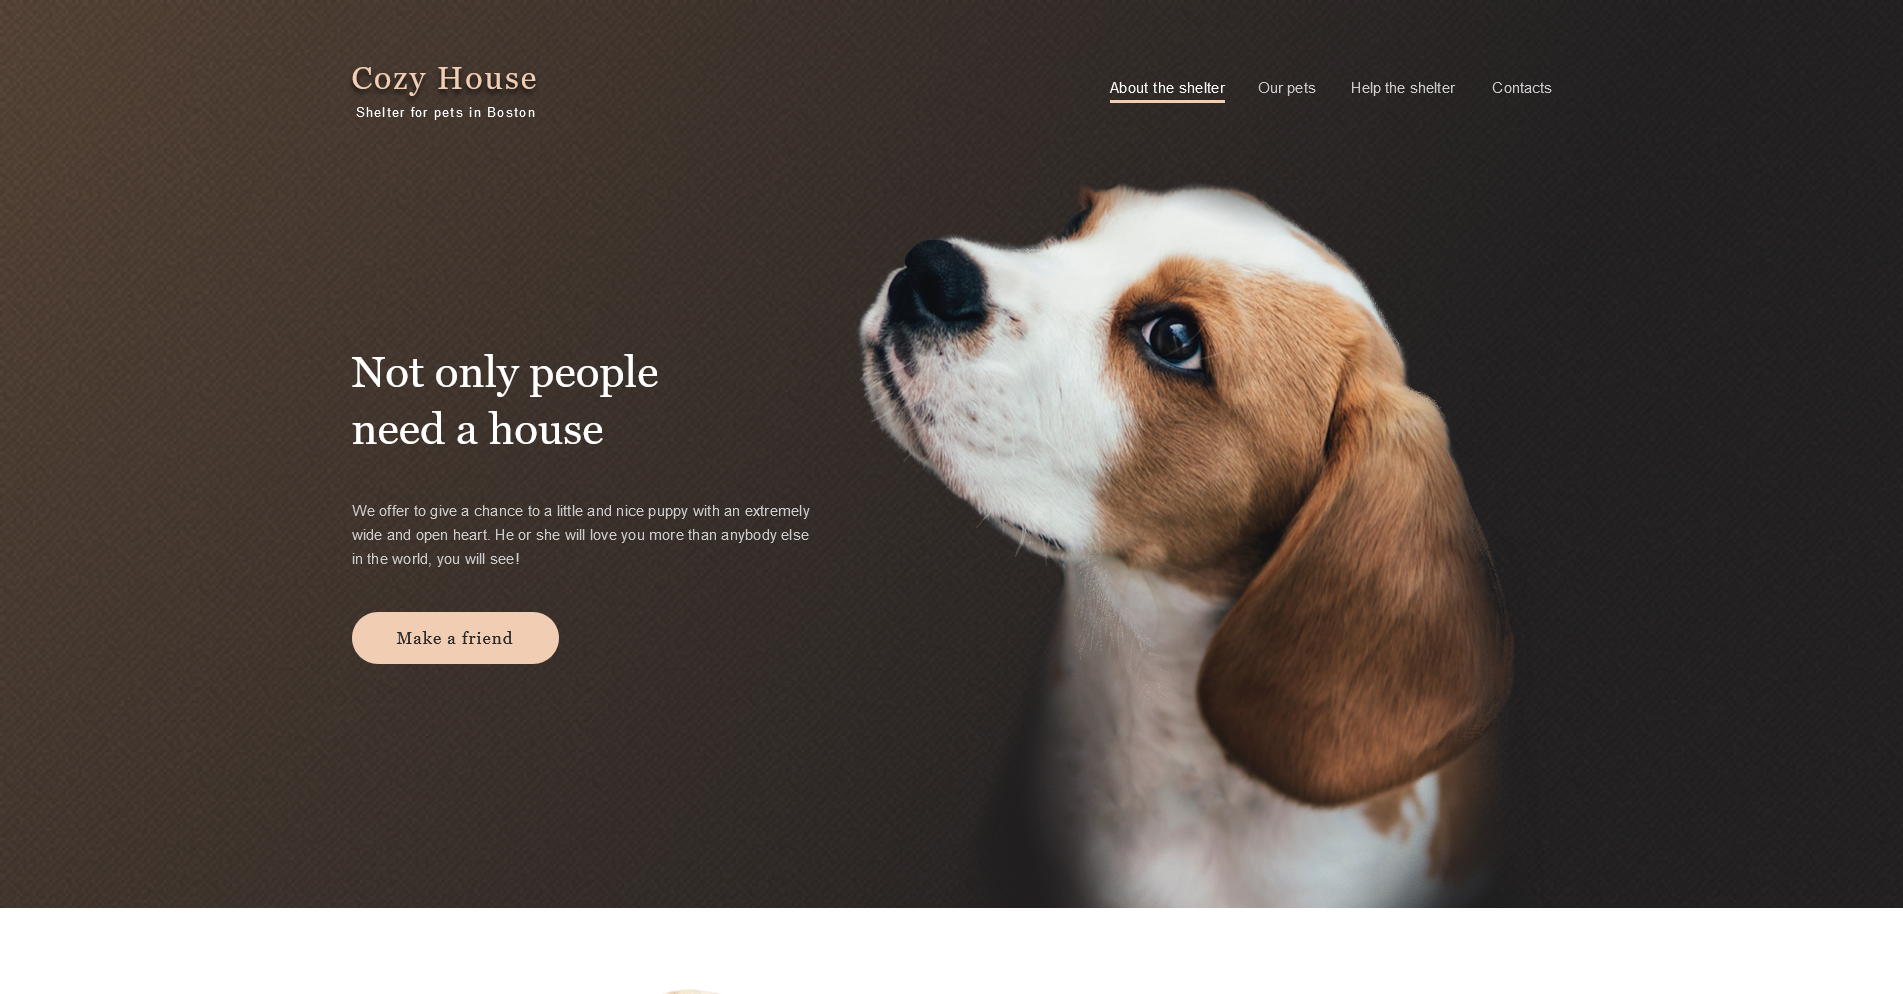 Cozy House
Shelter for pets in Boston
About the shelter
Our pets
Help the shelter
Contacts
Not only people
need a house
We offer to give a chance to a little and nice puppy with an extremely
wide and open heart. He or she will love you more than anybody else
in the world, you will see!
Make a friend